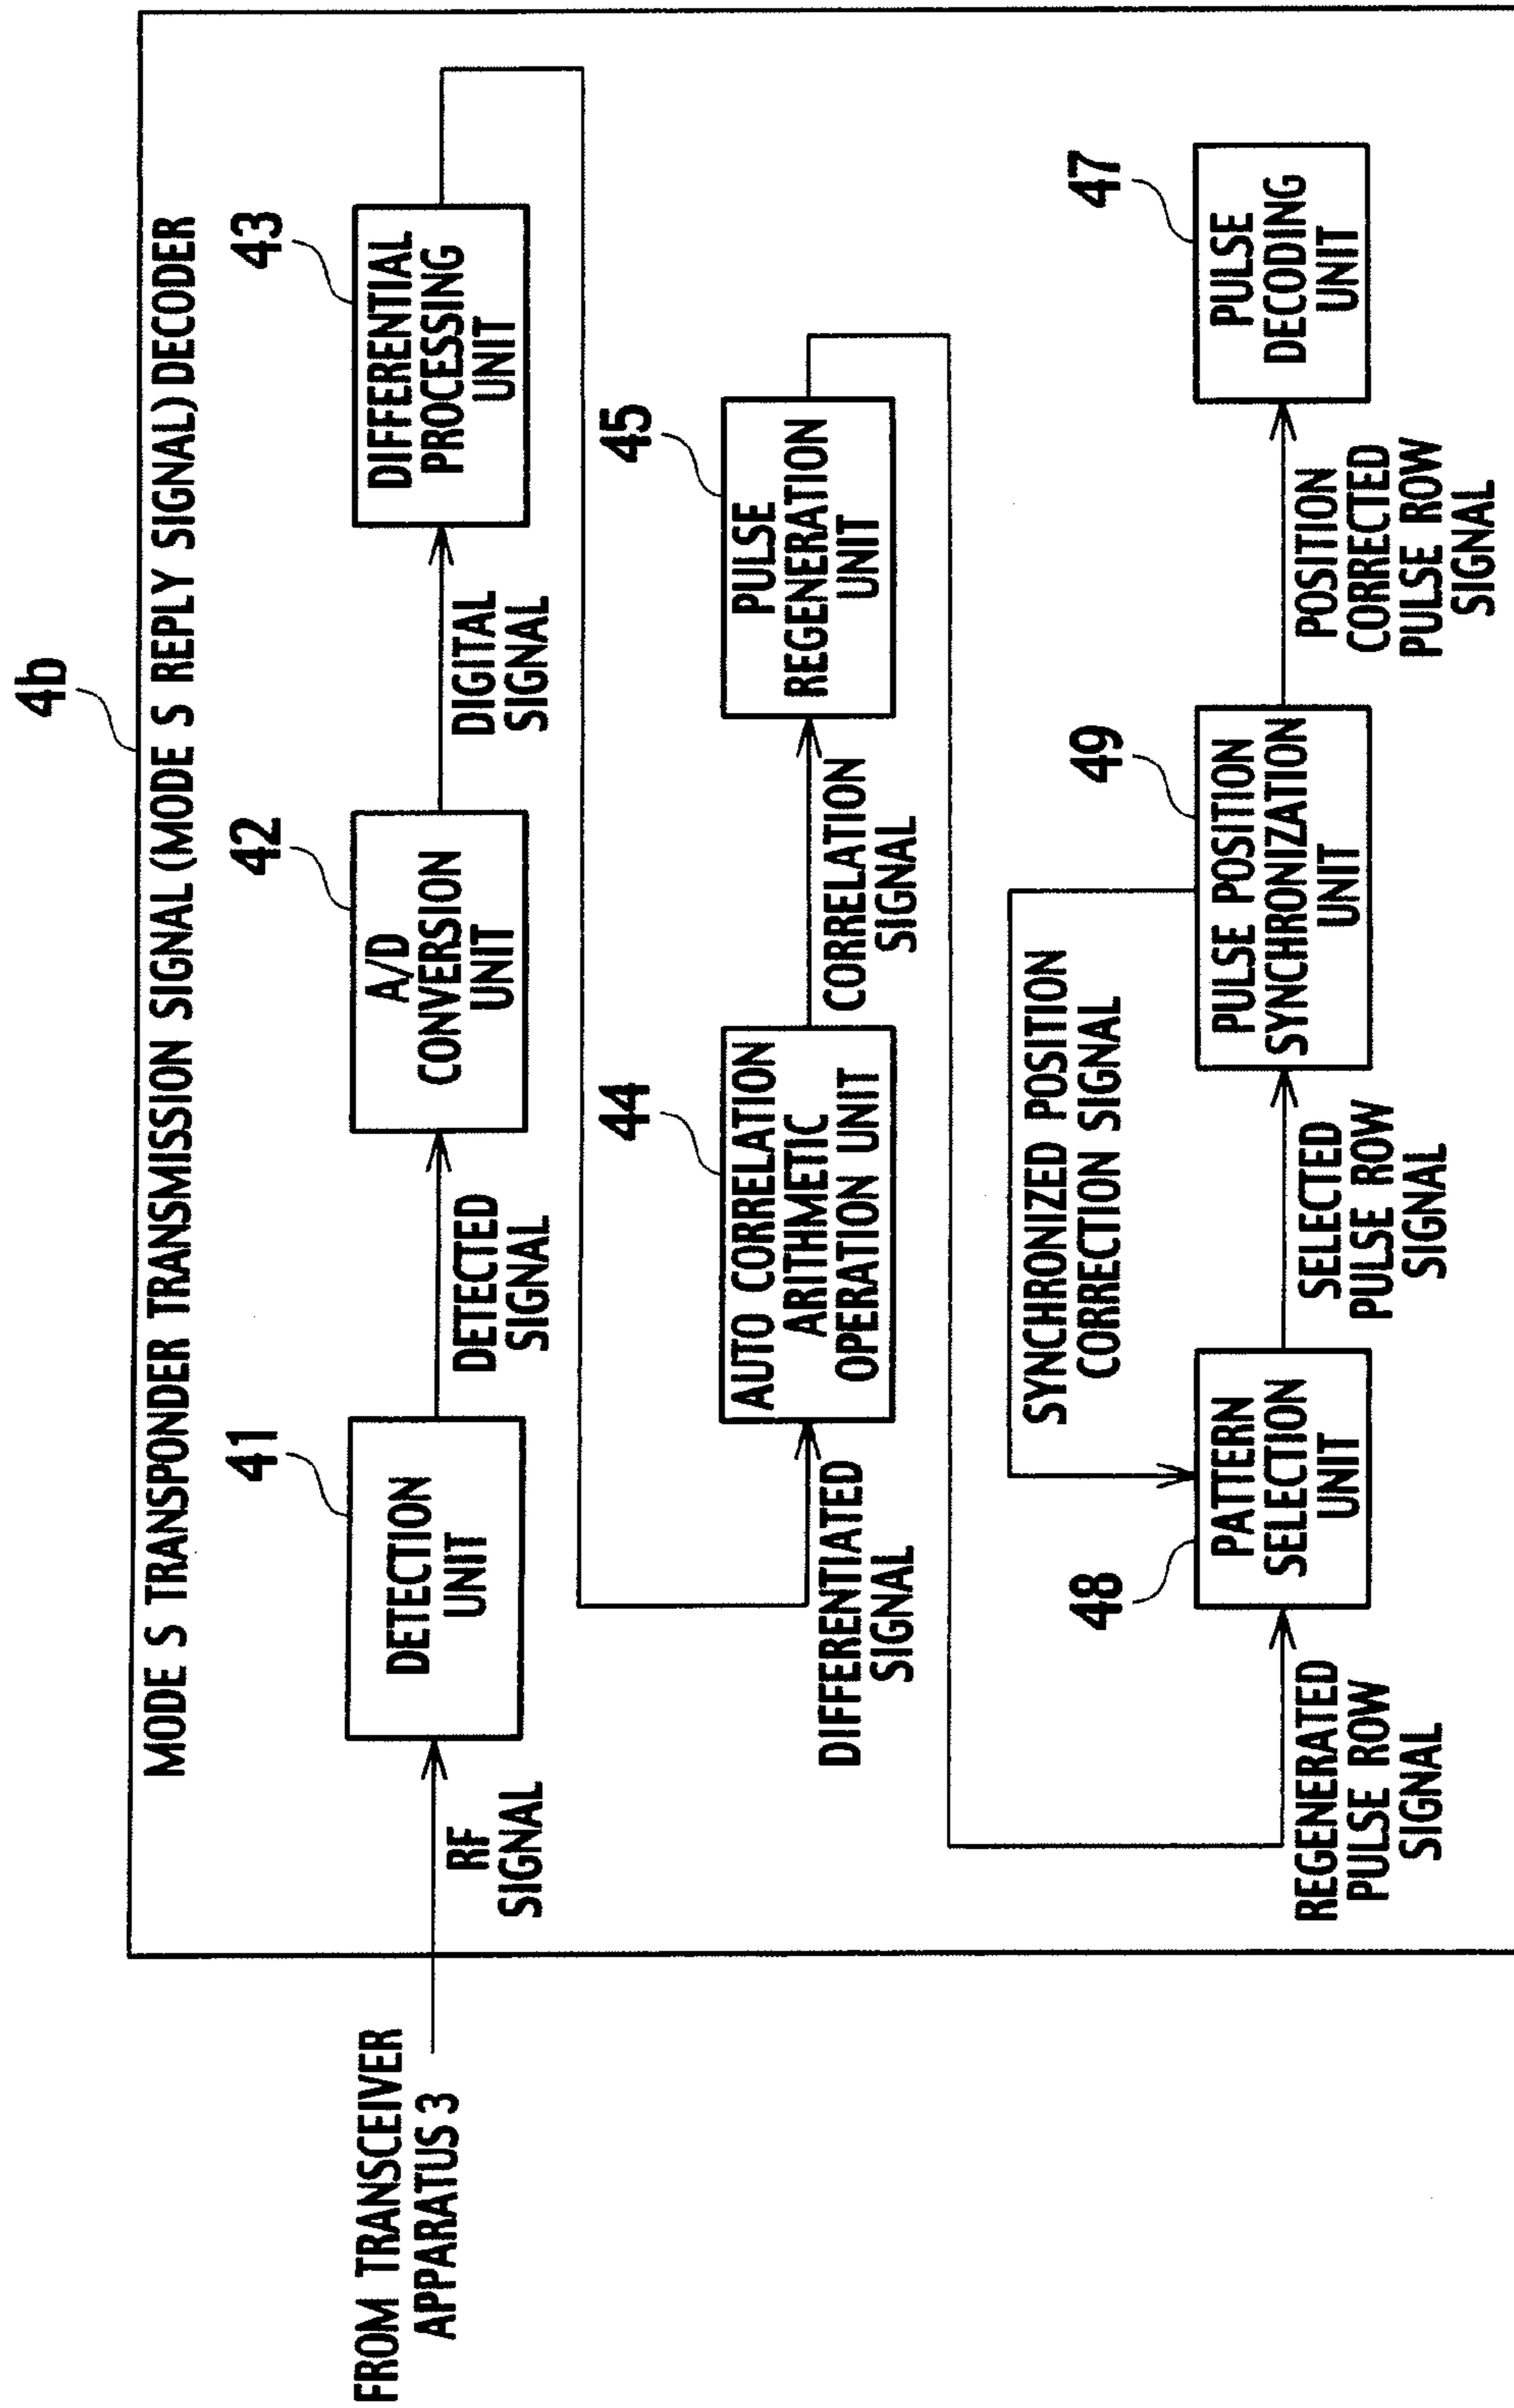 4b
MODE S TRANSPONDER TRANSMISSION SIGNAL (MODE S REPLY SIGNAL) DECODER
FROM TRANSCEIVER
APPARATUS 3
RF
SIGNAL
41
DETECTION
UNIT
DETECTED
SIGNAL
42
A/D
CONVERSION
UNIT
DIGITAL
SIGNAL
43
DIFFERENTIAL
PROCESSING
UNIT
DIFFERENTIATED
SIGNAL
44
AUTO CORRELATION
ARITHMETIC
OPERATION UNIT
CORRELATION
SIGNAL
45
PULSE
REGENERATION
UNIT
REGENERATED
PULSE ROW
SIGNAL
48
PATTERN
SELECTION
UNIT
SYNCHRONIZED POSITION
CORRECTION SIGNAL
SELECTED
PULSE ROW
SIGNAL
49
PULSE POSITION
SYNCHRONIZATION
UNIT
POSITION
CORRECTED
PULSE ROW
SIGNAL
47
PULSE
DECODING
UNIT